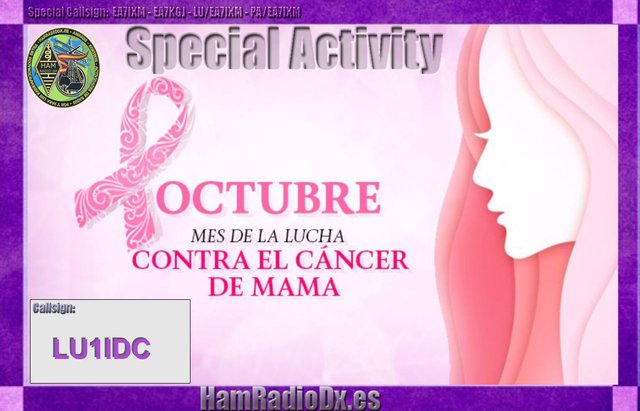 Special Callsign: EA7IXM - EA7KGJ - LU/EA7IXM - PA/EA7IXM
Special Activity
HAM
OCTUBRE
MES DE LA LUCHA
CONTRA EL CÁNCER
DE MAMA
Callsign:
LU1IDC
HamRadioDx.es